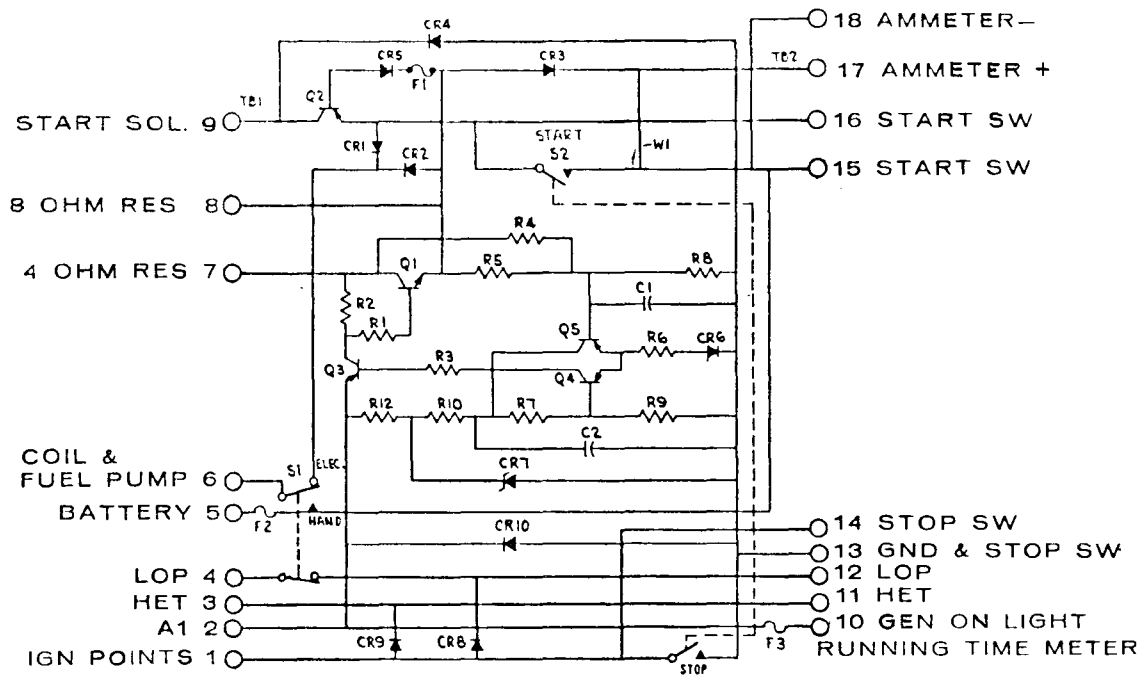 CR4
18 AMMETER–
CR5
CR3
TB2
17 AMMETER +
F1
TB1
Q2
START SOL. 9
16 START SW
START
S2
-W1
CR1
CR2
15 START SW
8 OHM RES 8
R4
4 OHM RES 7
Q1
R5
R8
R2
C1
R1
Q5
R6
CR6
Q3
R3
Q4
R12
R10
R7
R9
C2
COIL &
FUEL PUMP 6
S1
ELEC.
CR7
BATTERY 5
F2
HAND
14 STOP SW
CR10
13 GND & STOP SW
LOP 4
12 LOP
HET 3
11 HET
A1 2
10 GEN ON LIGHT
F3
RUNNING TIME METER
CR9
CR8
IGN POINTS 1
STOP